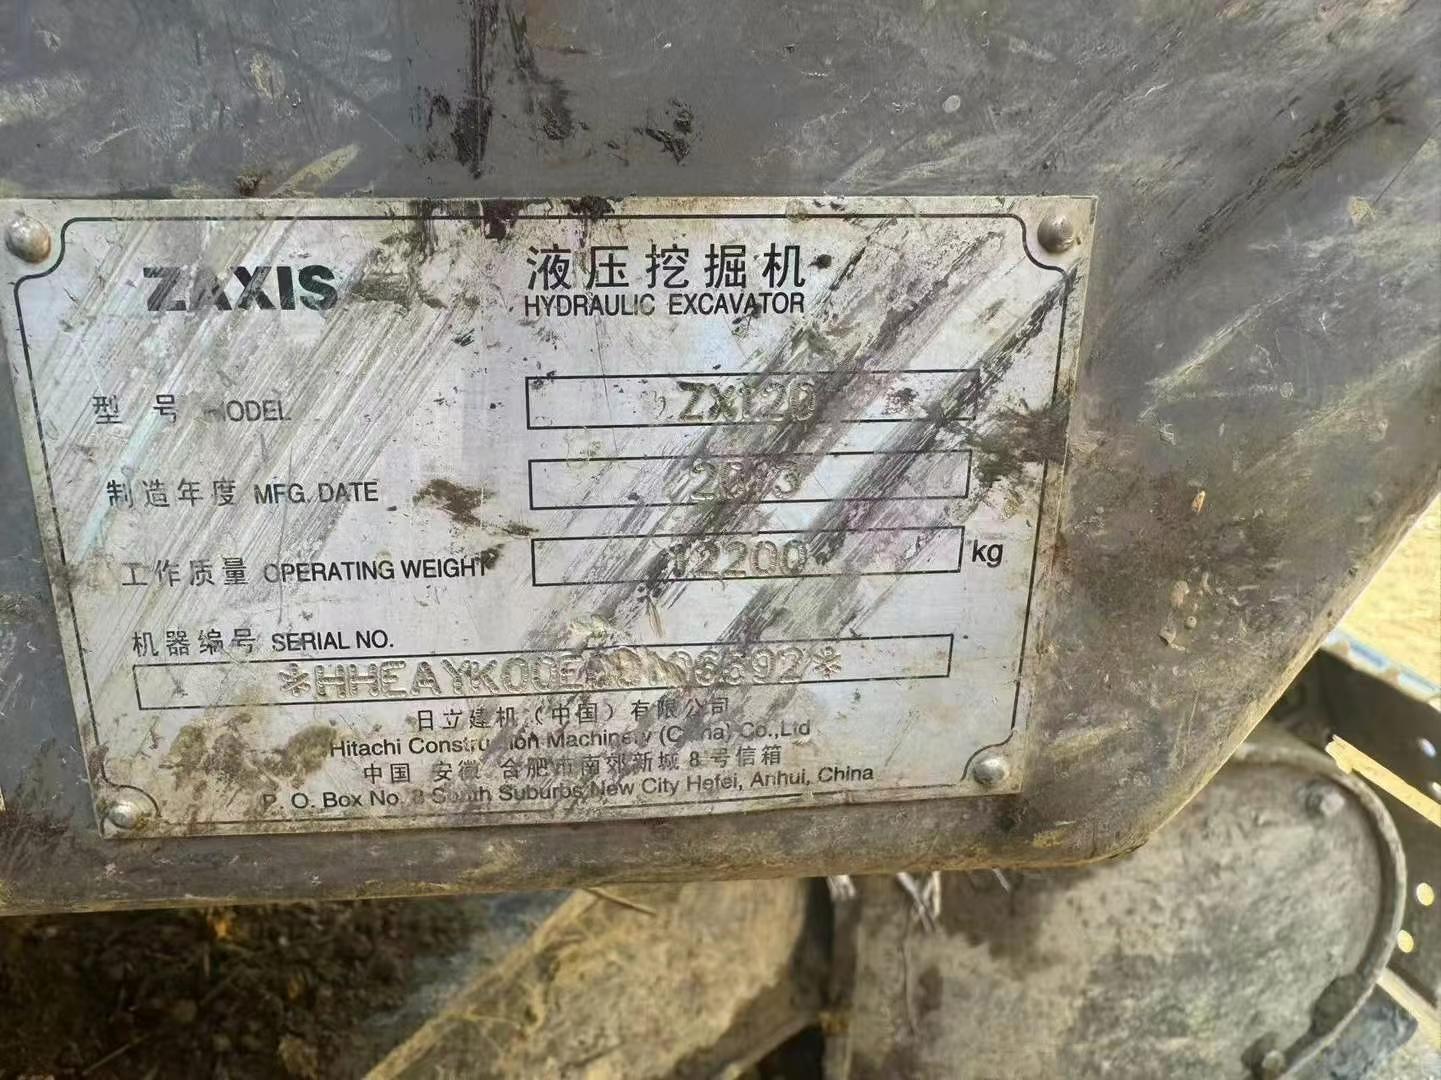 ZAXIS
液压挖掘机
HYDRAULIC EXCAVATOR
型号 MODEL ZX120
制造年度 MFG. DATE
工作质量 OPERATING WEIGHT 12200 kg
机器编号 SERIAL NO.
日立建机(中国)有限公司
Hitachi Construction Machinery (China) Co.,Ltd
中国 安徽 合肥市南郊新城8号信箱
P. O. Box No. 8 South Suburbs New City Hefei, Anhui, China